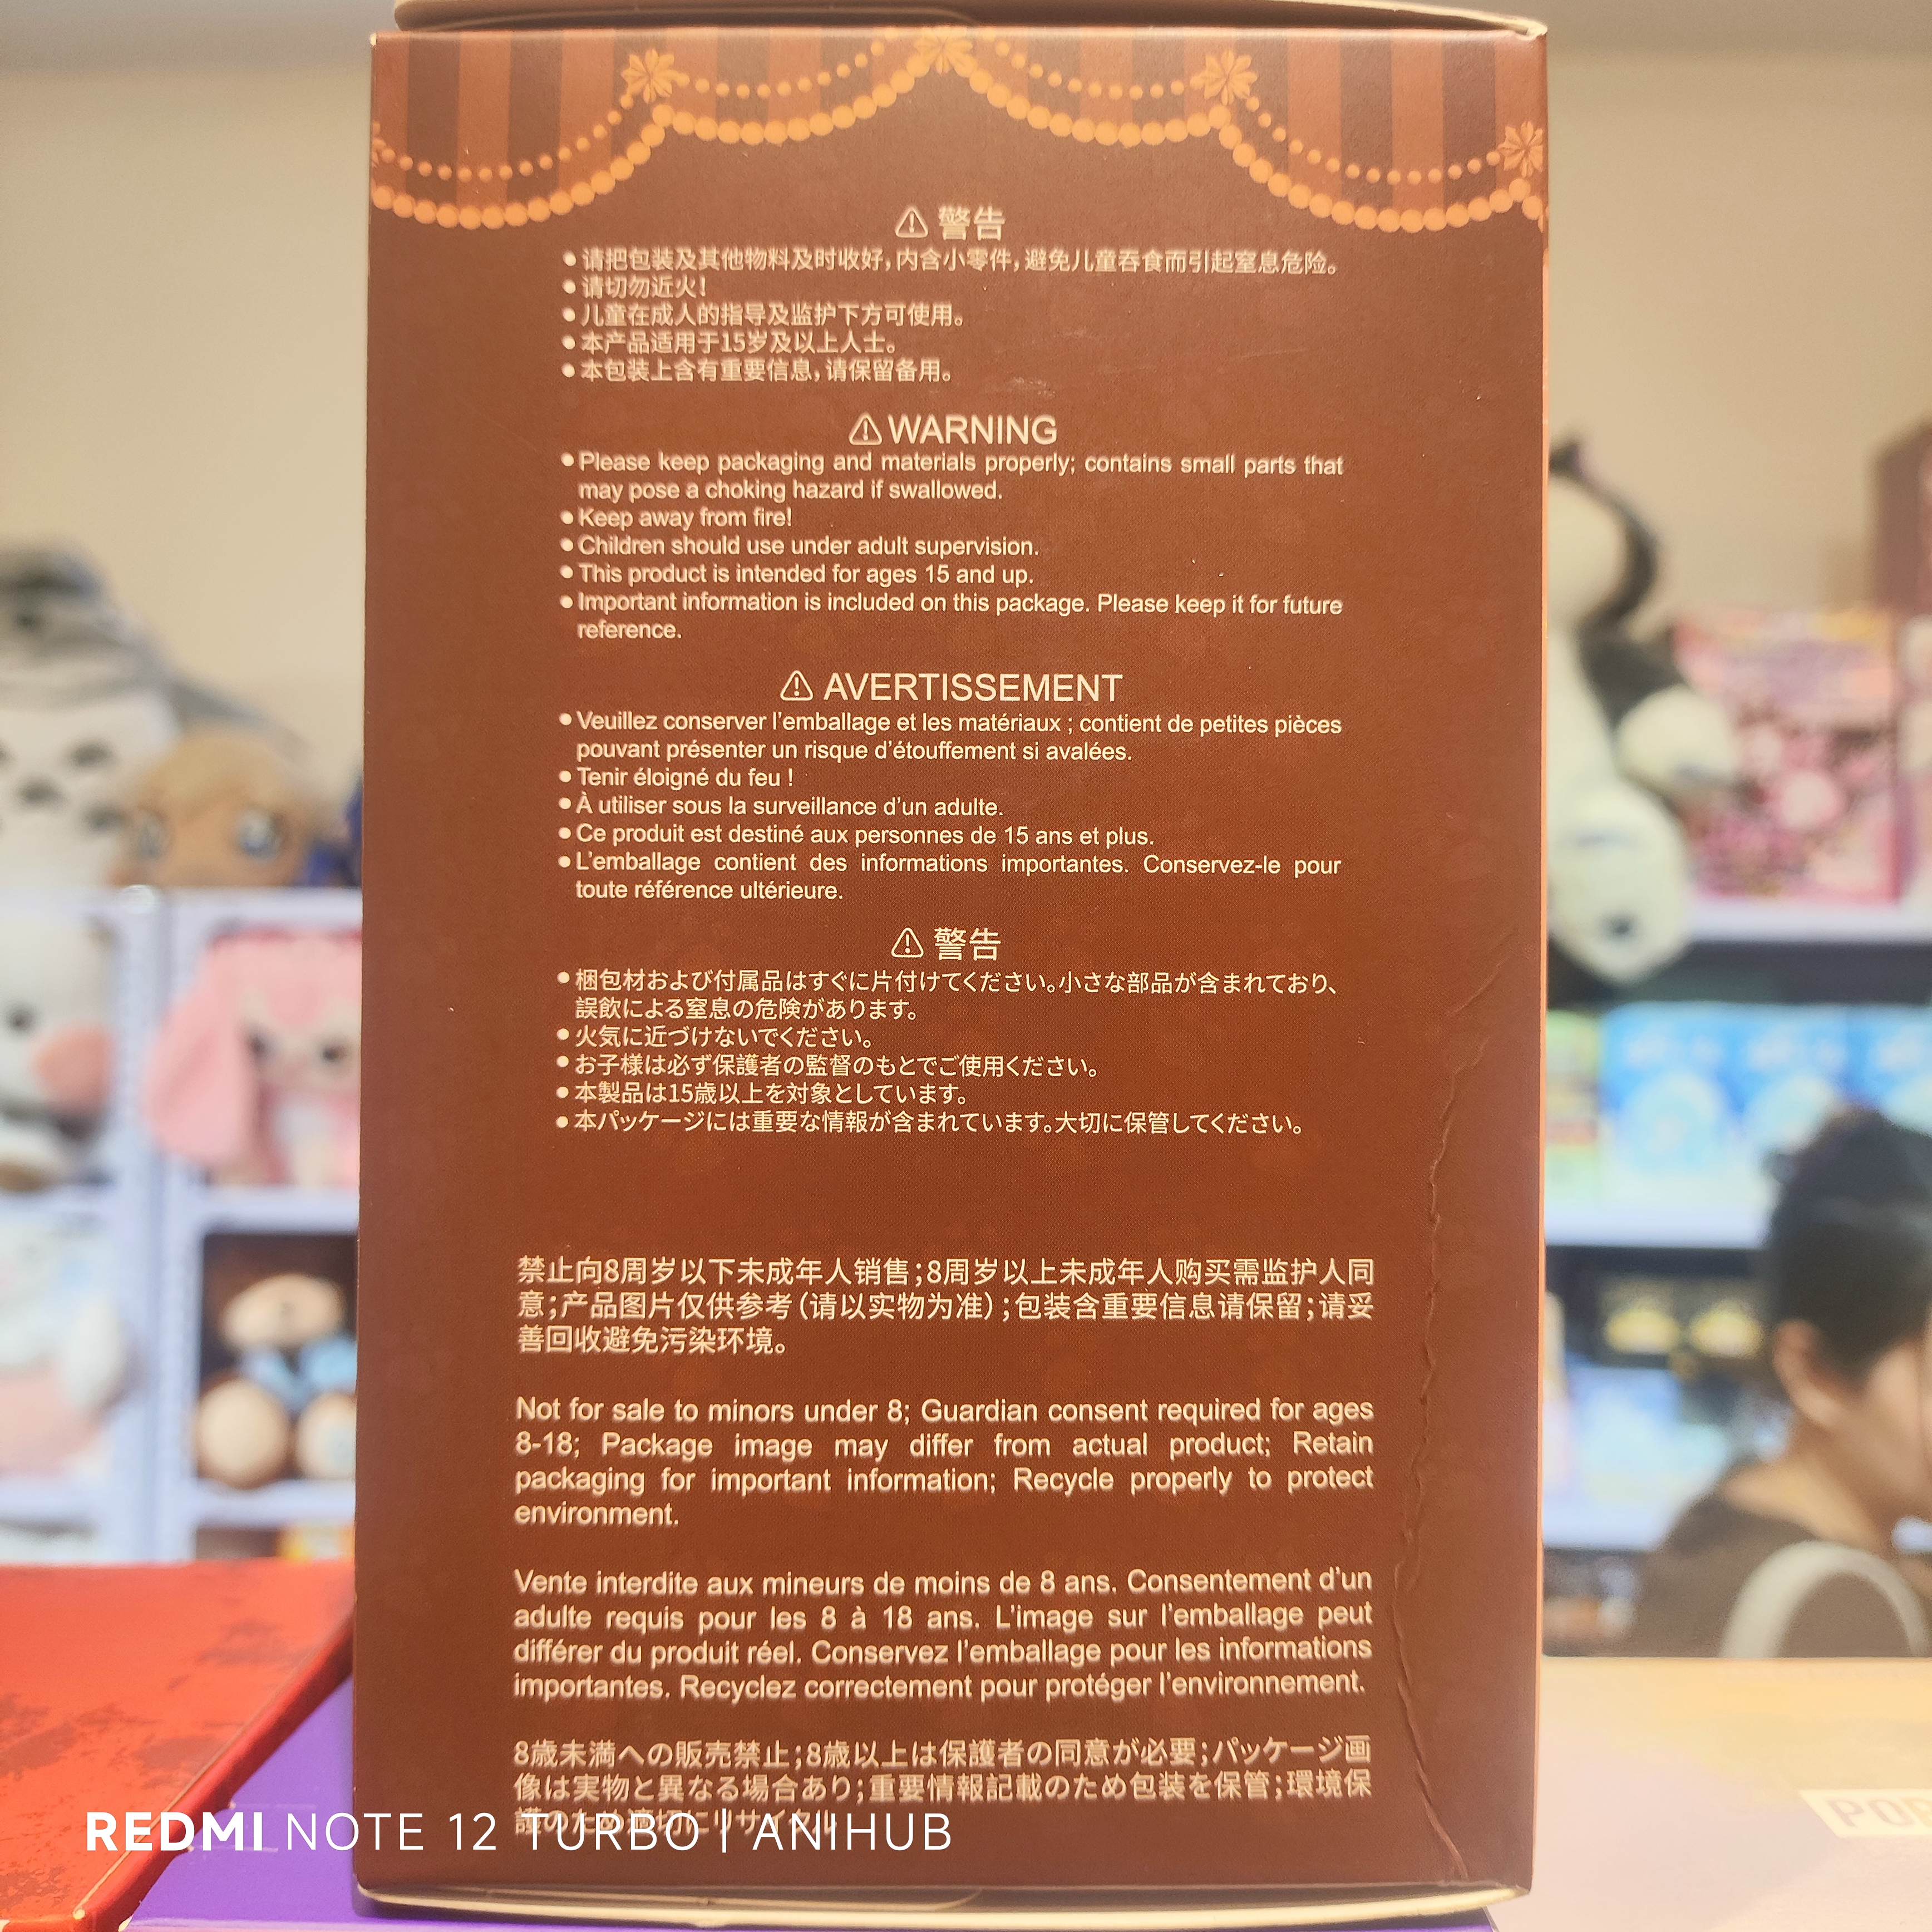 ⚠ 警告
●请把包装及其他物料及时收好,内含小零件,避免儿童吞食而引起窒息危险。
●请切勿近火!
●儿童在成人的指导及监护下方可使用。
●本产品适用于15岁及以上人士。
●本包装上含有重要信息,请保留备用。
⚠ WARNING
●Please keep packaging and materials properly; contains small parts that
may pose a choking hazard if swallowed.
●Keep away from fire!
●Children should use under adult supervision.
●This product is intended for ages 15 and up.
●Important information is included on this package. Please keep it for future
reference.
⚠ AVERTISSEMENT
●Veuillez conserver l'emballage et les matériaux ; contient de petites pièces
pouvant présenter un risque d'étouffement si avalées.
●Tenir éloigné du feu !
●À utiliser sous la surveillance d'un adulte.
●Ce produit est destiné aux personnes de 15 ans et plus.
●L'emballage contient des informations importantes. Conservez-le pour
toute référence ultérieure.
⚠ 警告
●梱包材および付属品はすぐに片付けてください。小さな部品が含まれており、
誤飲による窒息の危険があります。
●火気に近づけないでください。
●お子様は必ず保護者の監督のもとでご使用ください。
●本製品は15歳以上を対象としています。
●本パッケージには重要な情報が含まれています。大切に保管してください。
禁止向8周岁以下未成年人销售;8周岁以上未成年人购买需监护人同
意;产品图片仅供参考(请以实物为准);包装含重要信息请保留;请妥
善回收避免污染环境。
Not for sale to minors under 8; Guardian consent required for ages
8-18; Package image may differ from actual product; Retain
packaging for important information; Recycle properly to protect
environment.
Vente interdite aux mineurs de moins de 8 ans. Consentement d'un
adulte requis pour les 8 à 18 ans. L'image sur l'emballage peut
différer du produit réel. Conservez l'emballage pour les informations
importantes. Recyclez correctement pour protéger l'environnement.
8歳未満への販売禁止;8歳以上は保護者の同意が必要;パッケージ画
像は実物と異なる場合あり;重要情報記載のため包装を保管;環境保
護のため適切にリサイクル
REDMI NOTE 12 TURBO | ANIHUB